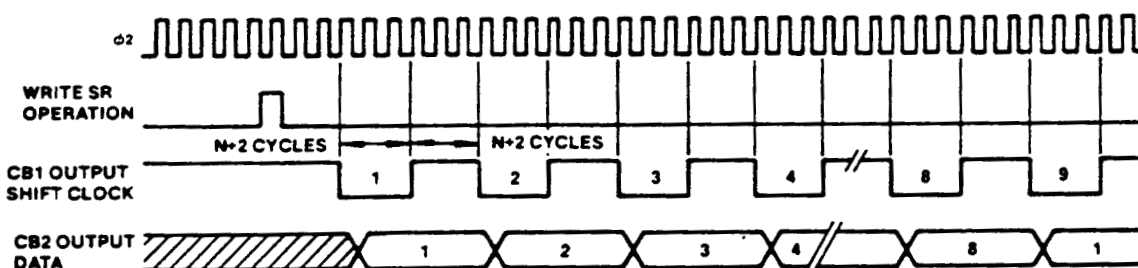 ϕ2
WRITE SR
OPERATION
N+2 CYCLES N+2 CYCLES
CB1 OUTPUT
SHIFT CLOCK
1 2 3 4 8 9
CB2 OUTPUT
DATA
1 2 3 4 8 1